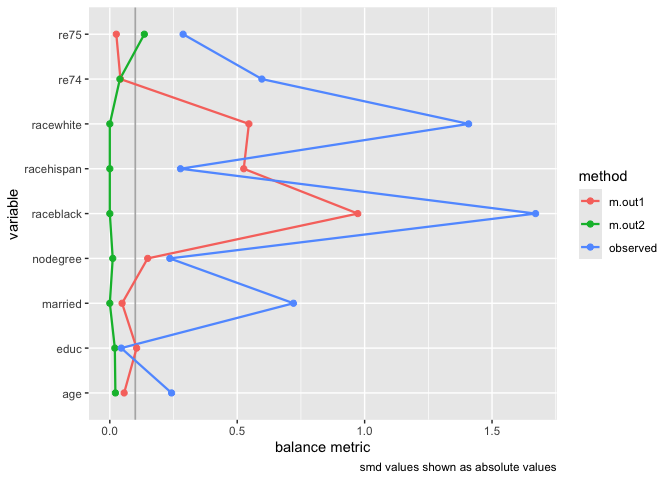 re75
re74
racewhite
racehispan
raceblack
nodegree
married
educ
age
variable
0.0
0.5
1.0
1.5
balance metric
smd values shown as absolute values
method
m.out1
m.out2
observed